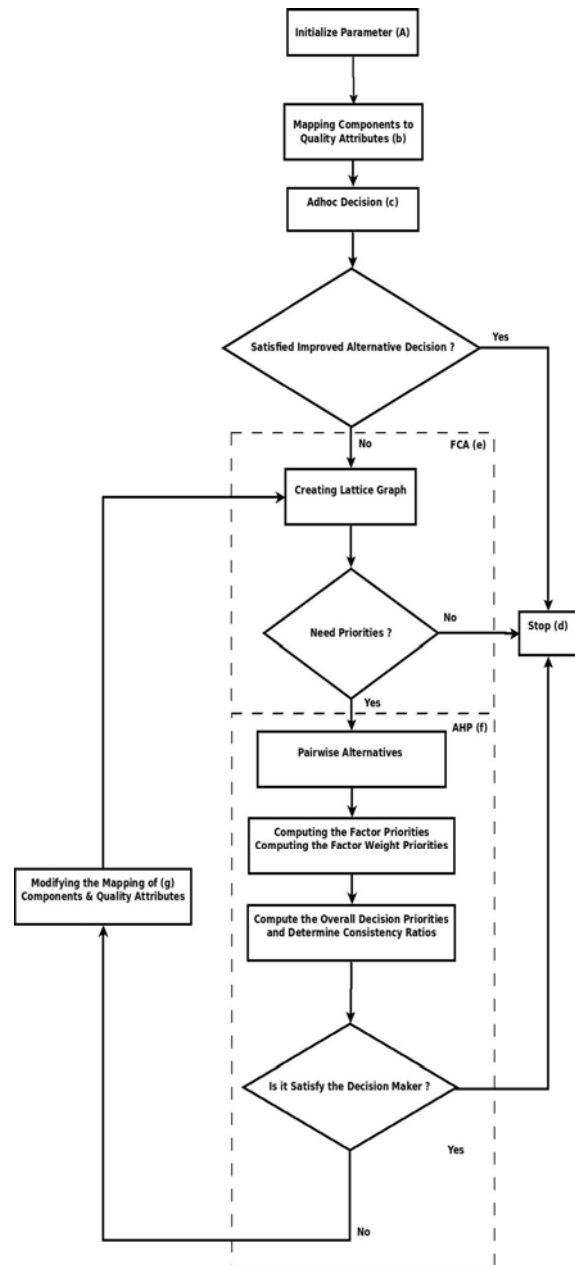 Initialize Parameter (A)
Mapping Components to
Quality Attributes (b)
Adhoc Decision (c)
Satisfied Improved Alternative Decision ?
Yes
No
FCA (e)
Creating Lattice Graph
Need Priorities ?
No
Stop (d)
Yes
AHP (f)
Pairwise Alternatives
Computing the Factor Priorities
Computing the Factor Weight Priorities
Modifying the Mapping of (g)
Components & Quality Attributes
Compute the Overall Decision Priorities
and Determine Consistency Ratios
Is it Satisfy the Decision Maker ?
Yes
No